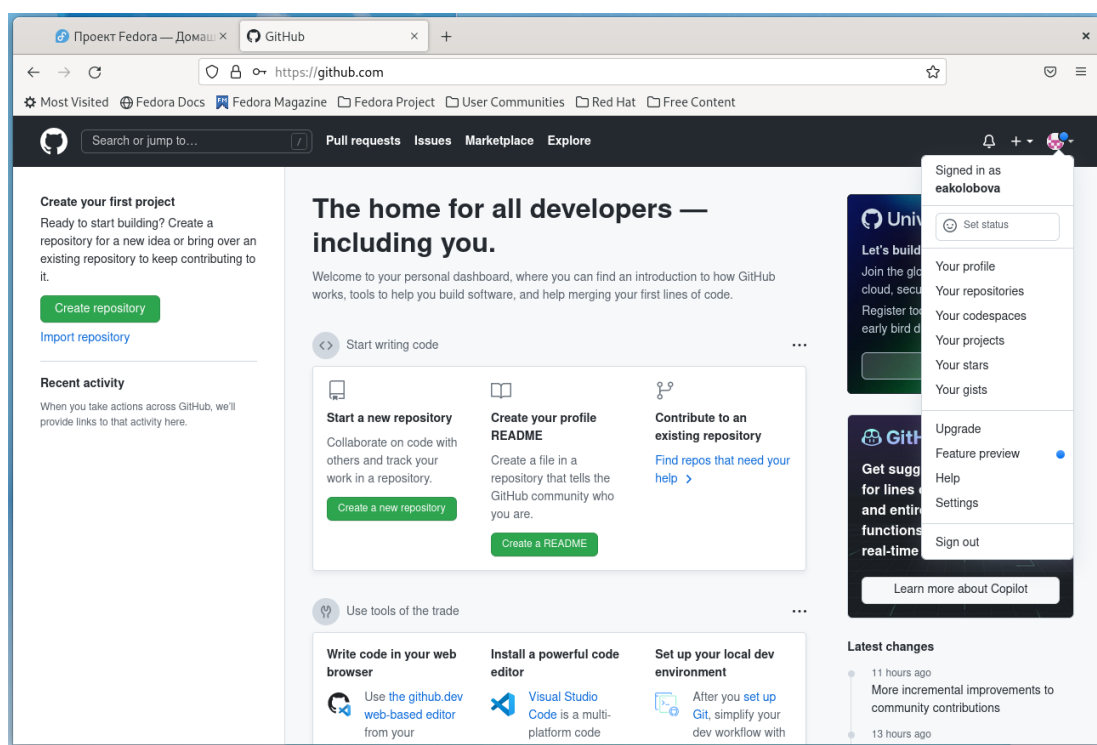 Проект Fedora — Домаш
GitHub
https://github.com
Most Visited Fedora Docs Fedora Magazine Fedora Project User Communities Red Hat Free Content
Search or jump to... /
Pull requests Issues Marketplace Explore
Create your first project
Ready to start building? Create a
repository for a new idea or bring over an
existing repository to keep contributing to
it.
Create repository
Import repository
Recent activity
When you take actions across GitHub, we'll
provide links to that activity here.
The home for all developers —
including you.
Welcome to your personal dashboard, where you can find an introduction to how GitHub
works, tools to help you build software, and help merging your first lines of code.
Start writing code
Start a new repository
Collaborate on code with
others and track your
work in a repository.
Create a new repository
Create your profile
README
Create a file in a
repository that tells the
GitHub community who
you are.
Create a README
Contribute to an
existing repository
Find repos that need your
help
Use tools of the trade
Write code in your web
browser
Use the github.dev
web-based editor
from your
Install a powerful code
editor
Visual Studio
Code is a multi-
platform code
Set up your local dev
environment
After you set up
Git, simplify your
dev workflow with
Signed in as
eakolobova
Set status
Your profile
Your repositories
Your codespaces
Your projects
Your stars
Your gists
Upgrade
Feature preview
Help
Settings
Sign out
Univ
Let's build
Join the glo
cloud, secu
Register to
early bird d
GitH
Get sugg
for lines
and entir
functions
real-time
Learn more about Copilot
Latest changes
11 hours ago
More incremental improvements to
community contributions
13 hours ago